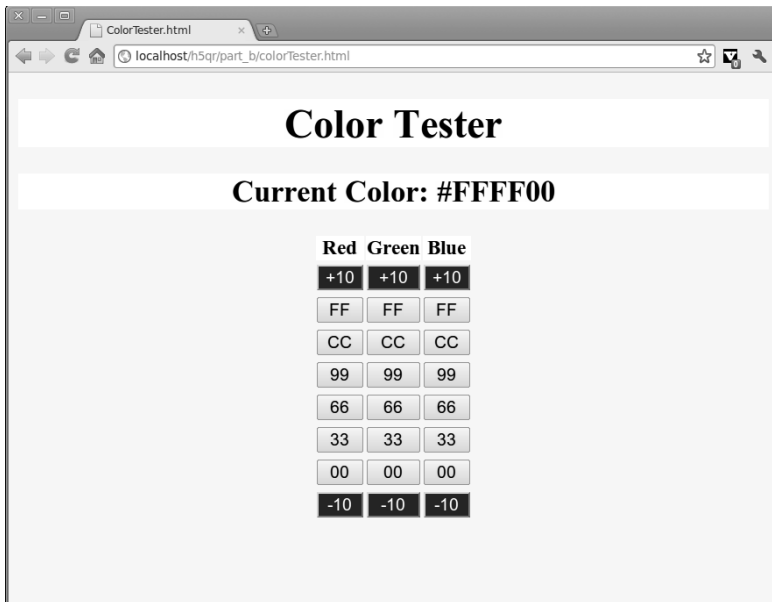 ColorTester.html
localhost/h5qr/part_b/colorTester.html
0
Color Tester
Current Color: #FFFF00
Red Green Blue
+10 +10 +10
FF FF FF
CC CC CC
99 99 99
66 66 66
33 33 33
00 00 00
-10 -10 -10